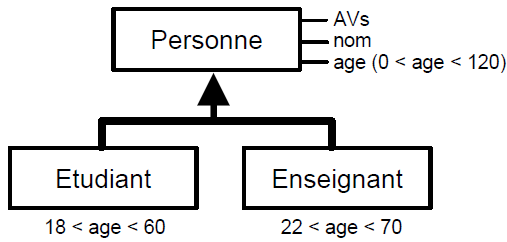 Personne
AVs
nom
age (0 < age < 120)
Etudiant
Enseignant
18 < age < 60
22 < age < 70